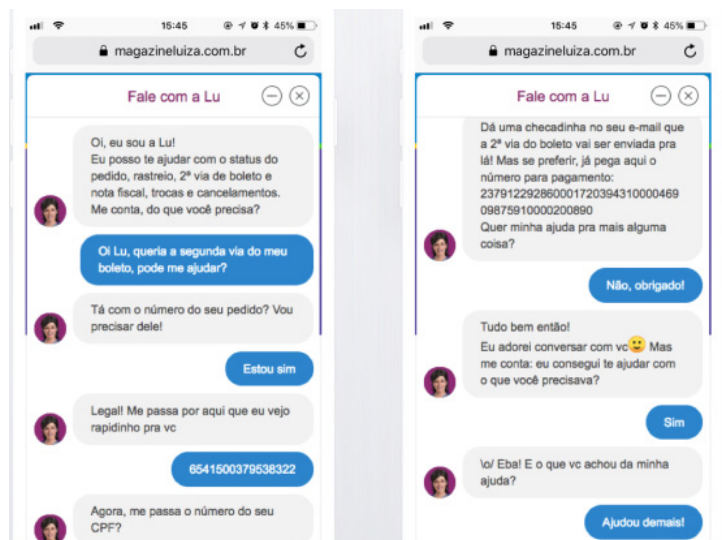 15:45
45%
magazineluiza.com.br
Fale com a Lu
Oi, eu sou a Lu!
Eu posso te ajudar com o status do
pedido, rastreio, 2ª via de boleto e
nota fiscal, trocas e cancelamentos.
Me conta, do que você precisa?
Oi Lu, queria a segunda via do meu
boleto, pode me ajudar?
Tá com o número do seu pedido? Vou
precisar dele!
Estou sim
Legal! Me passa por aqui que eu vejo
rapidinho pra vc
6541500379538322
Agora, me passa o número do seu
CPF?
15:45
45%
magazineluiza.com.br
Fale com a Lu
Dá uma checadinha no seu e-mail que
a 2ª via do boleto vai ser enviada pra
lá! Mas se preferir, já pega aqui o
número para pagamento:
237912292860001720394310000469
09875910000200890
Quer minha ajuda pra mais alguma
coisa?
Não, obrigado!
Tudo bem então!
Eu adorei conversar com vc🙂 Mas
me conta: eu consegui te ajudar com
o que você precisava?
Sim
\o/ Eba! E o que vc achou da minha
ajuda?
Ajudou demais!